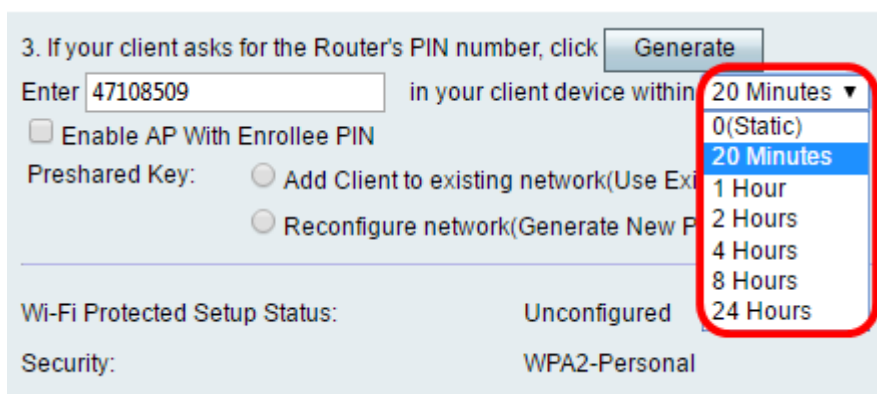 3. If your client asks for the Router's PIN number, click Generate
Enter 47108509 in your client device within 20 Minutes
0(Static)
Enable AP With Enrollee PIN
20 Minutes
Preshared Key: Add Client to existing network(Use
1 Hour
Reconfigure network(Generate New
2 Hours
4 Hours
8 Hours
Wi-Fi Protected Setup Status: Unconfigured 24 Hours
Security: WPA2-Personal